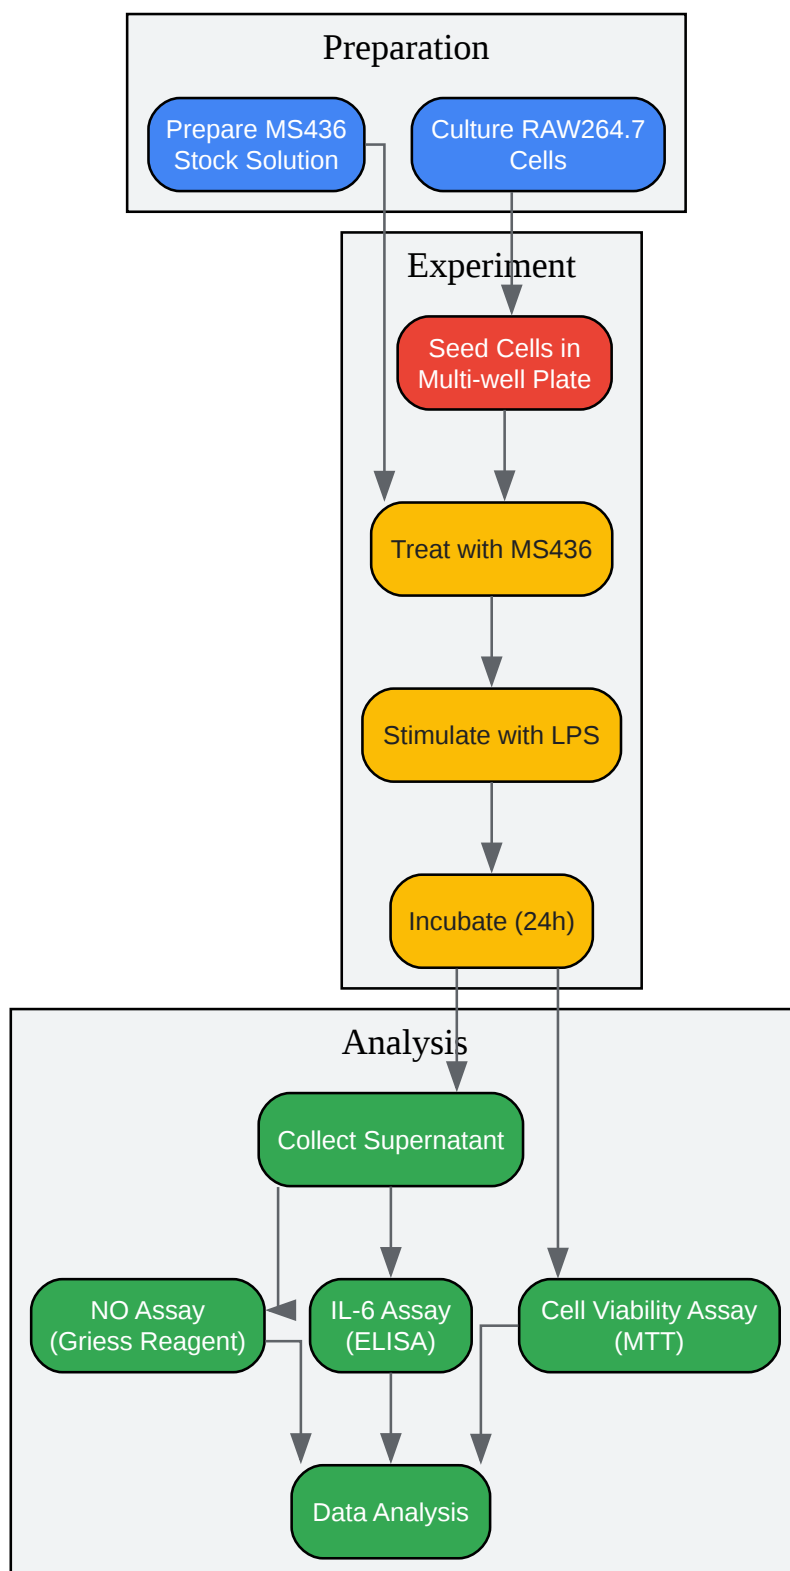 Preparation
Prepare MS436
Stock Solution
Culture RAW264.7
Cells
Experiment
Seed Cells in
Multi-well Plate
Treat with MS436
Stimulate with LPS
Incubate (24h)
Analysis
Collect Supernatant
NO Assay
(Griess Reagent)
IL-6 Assay
(ELISA)
Cell Viability Assay
(MTT)
Data Analysis